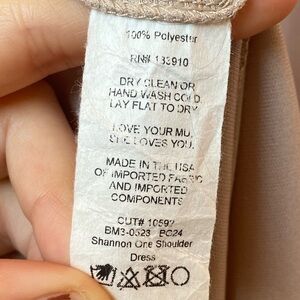 100% Polyester
RN# 133910
DRY CLEAN OR
HAND WASH COLD
LAY FLAT TO DRY
LOVE YOUR MU.
SHE LOVES YOU.
MADE IN THE USA
OF IMPORTED FABRIC
AND IMPORTED
COMPONENTS
CUT# 10597
BM3-0523 BC24
Shannon One Shoulder
Dress